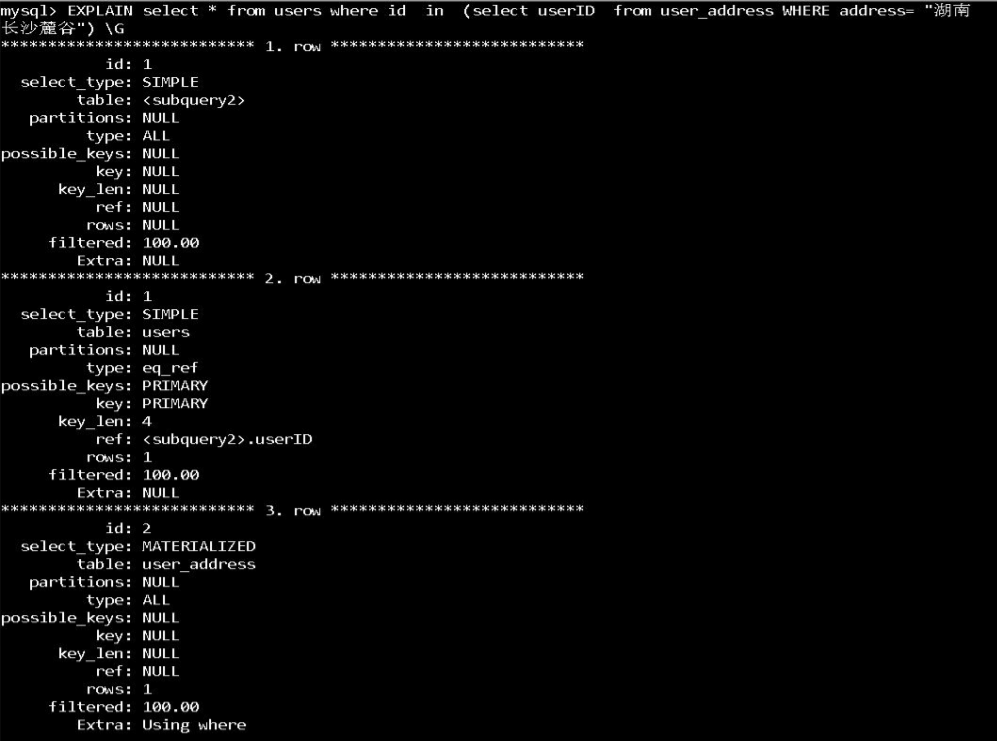 mysql> EXPLAIN select * from users where id  in  (select userID  from user_address WHERE address= "湖南
长沙麓谷") \G
*************************** 1. row ***************************
           id: 1
  select_type: SIMPLE
        table: <subquery2>
   partitions: NULL
         type: ALL
possible_keys: NULL
          key: NULL
      key_len: NULL
          ref: NULL
         rows: NULL
     filtered: 100.00
        Extra: NULL
*************************** 2. row ***************************
           id: 1
  select_type: SIMPLE
        table: users
   partitions: NULL
         type: eq_ref
possible_keys: PRIMARY
          key: PRIMARY
      key_len: 4
          ref: <subquery2>.userID
         rows: 1
     filtered: 100.00
        Extra: NULL
*************************** 3. row ***************************
           id: 2
  select_type: MATERIALIZED
        table: user_address
   partitions: NULL
         type: ALL
possible_keys: NULL
          key: NULL
      key_len: NULL
          ref: NULL
         rows: 1
     filtered: 100.00
        Extra: Using where